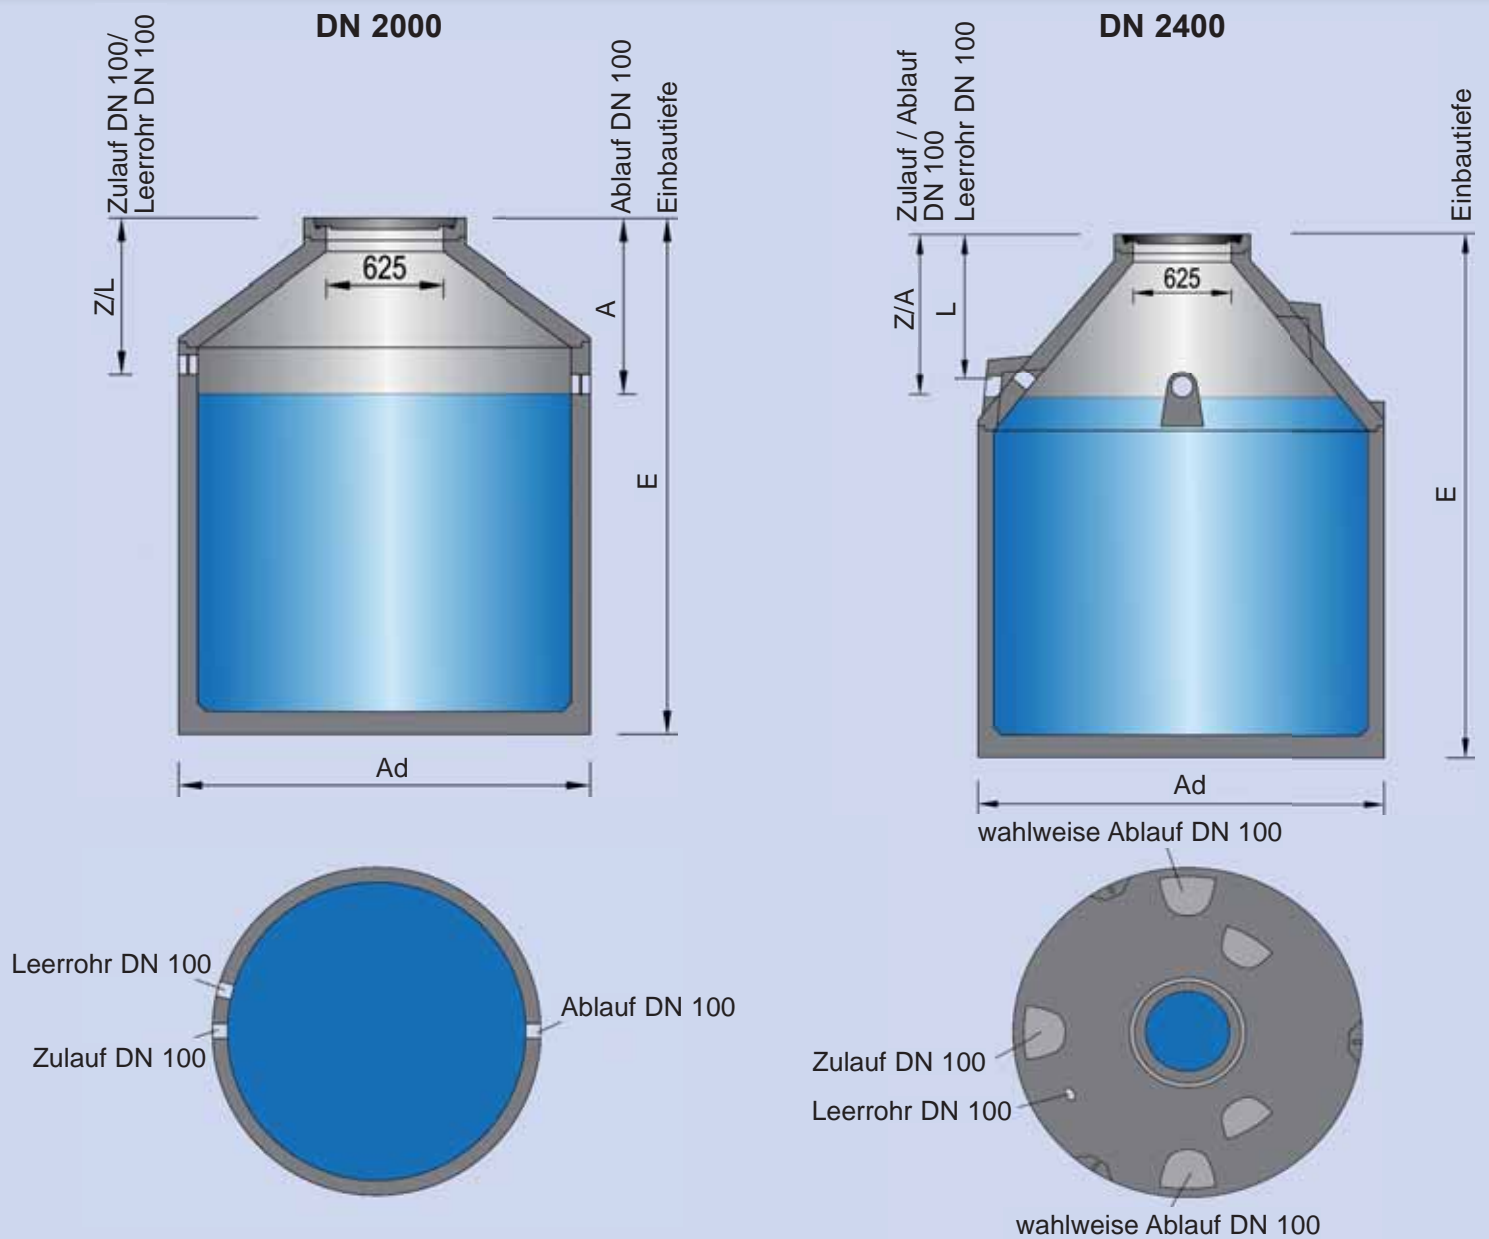 DN 2000
Zulauf DN 100/
Leerrohr DN 100
Ablauf DN 100
Einbautiefe
Z/L
625
A
E
Ad
Leerrohr DN 100
Zulauf DN 100
Ablauf DN 100
DN 2400
Zulauf / Ablauf
DN 100
Leerrohr DN 100
Einbautiefe
Z/A
L
625
E
Ad
wahlweise Ablauf DN 100
Zulauf DN 100
Leerrohr DN 100
wahlweise Ablauf DN 100